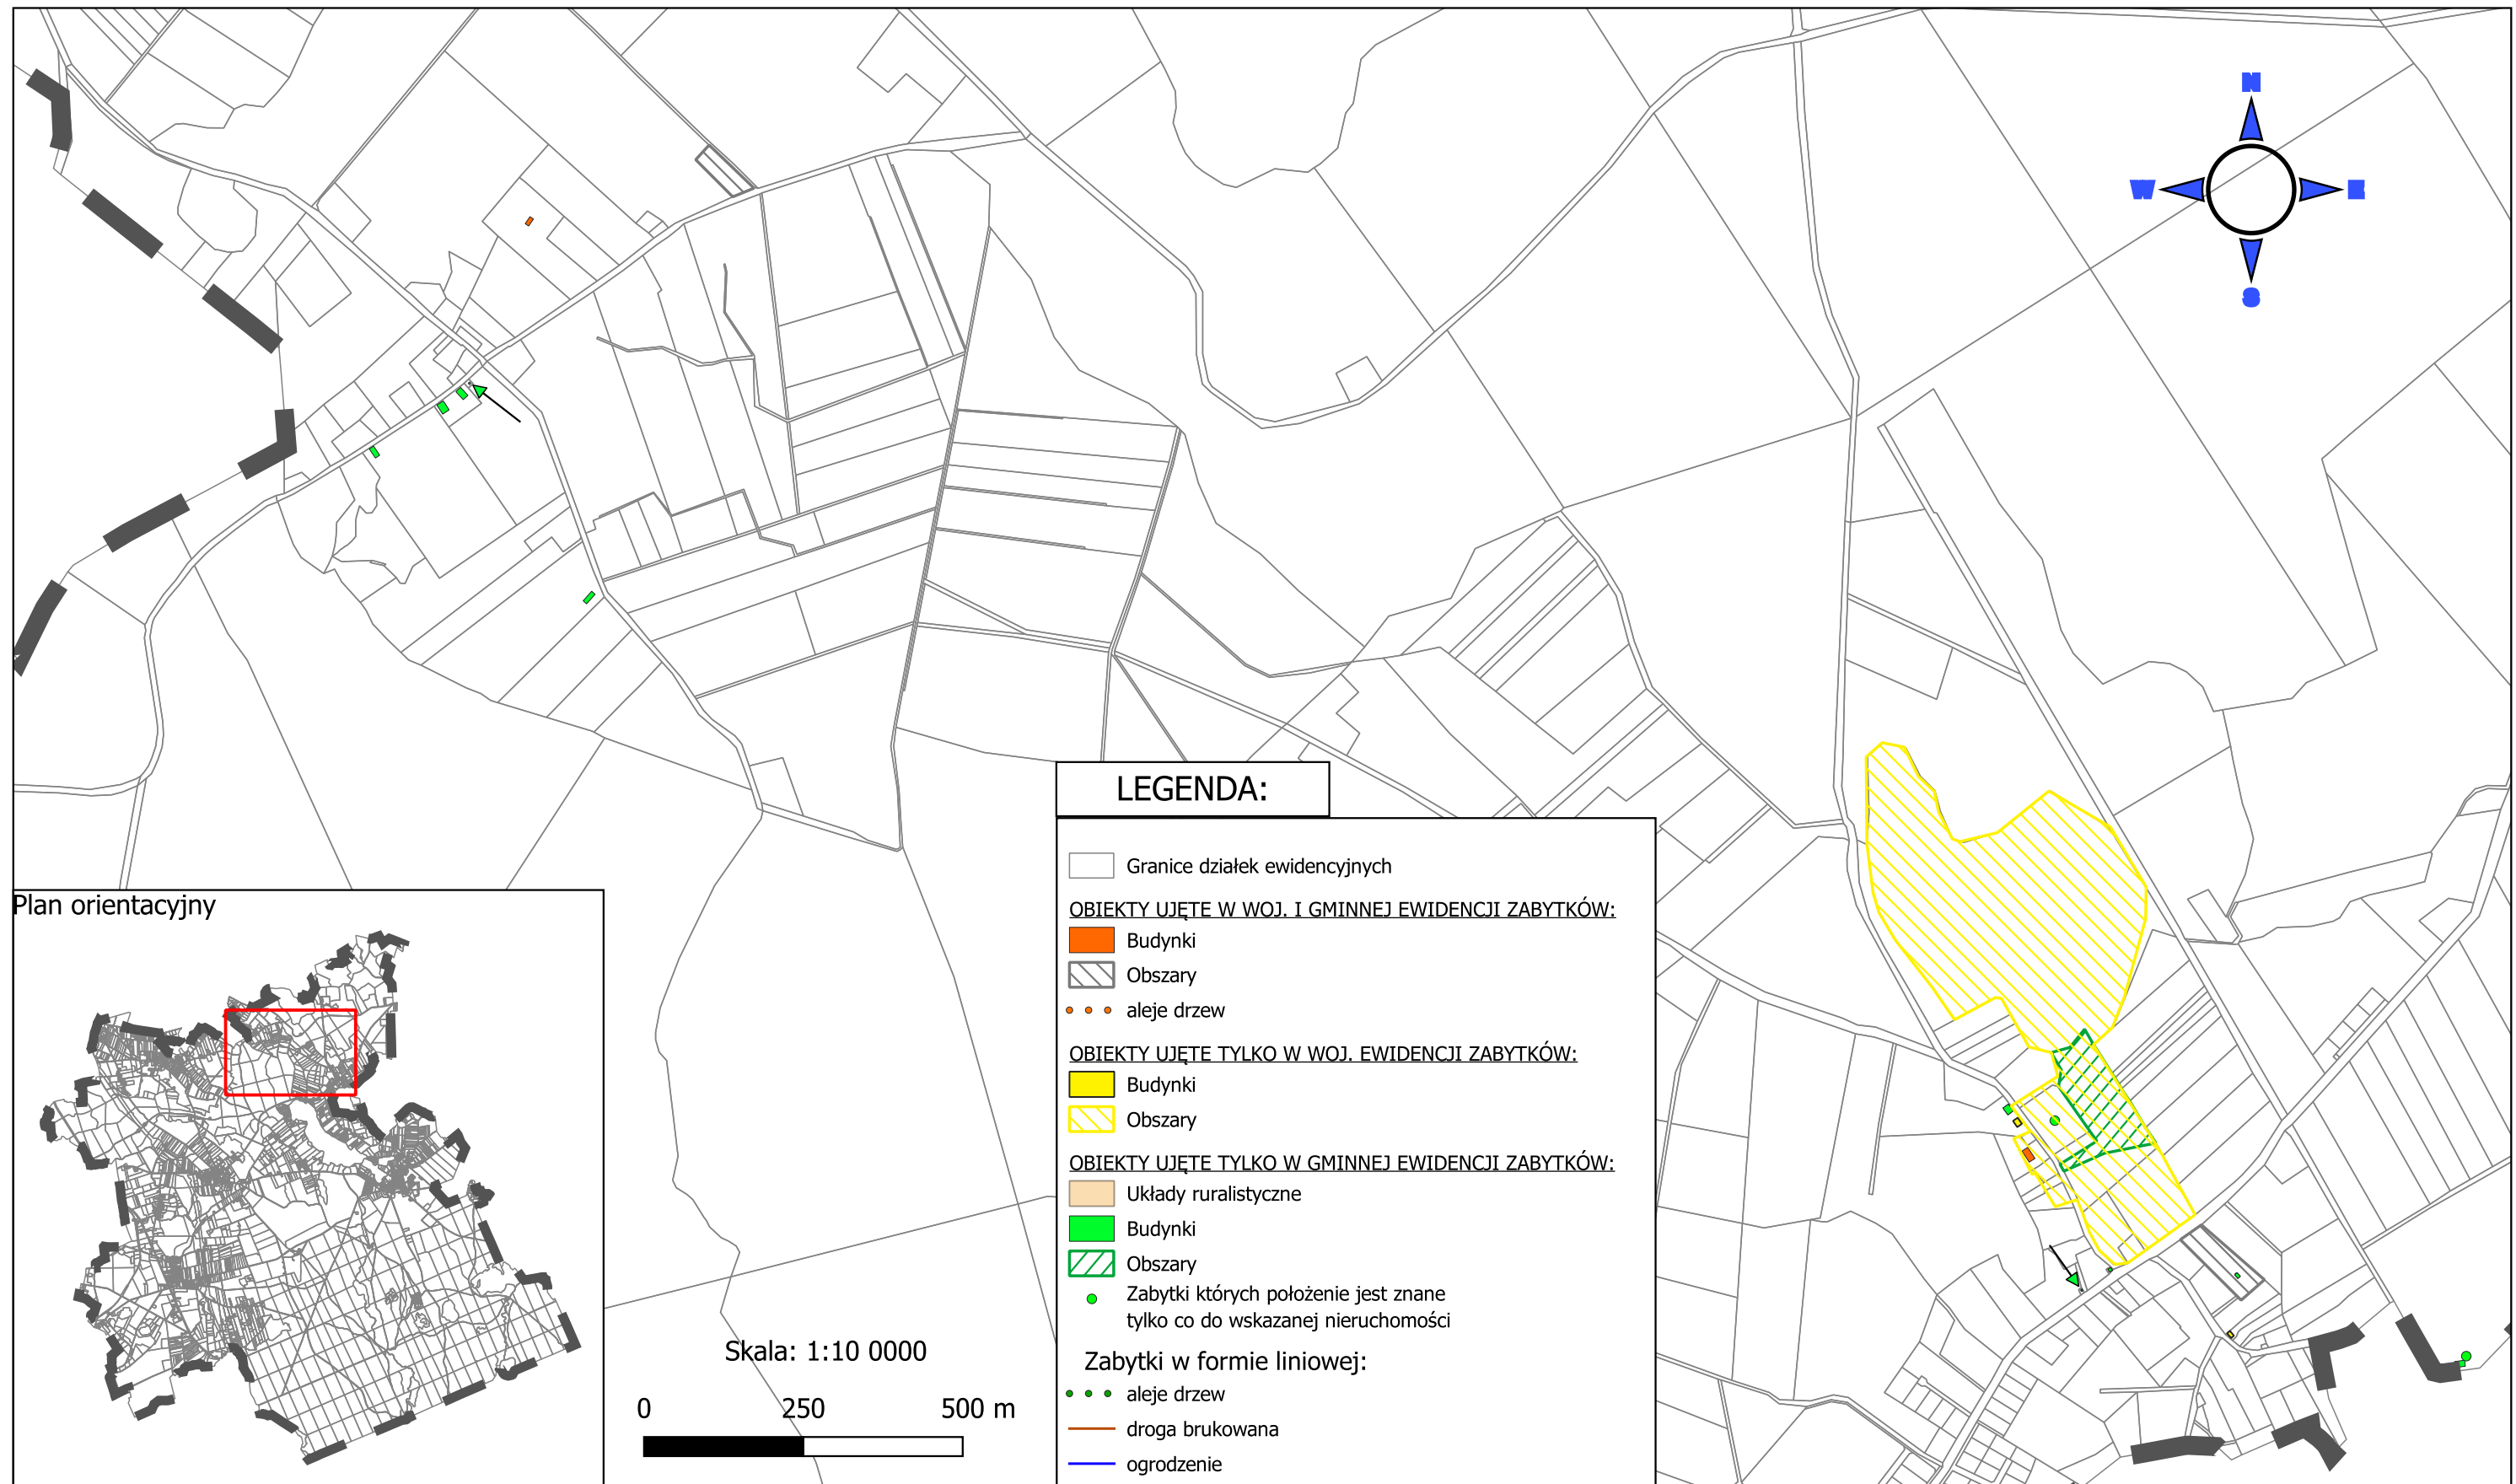 N
W
E
S
LEGENDA:
Granice działek ewidencyjnych
OBIEKTY UJĘTE W WOJ. I GMINNEJ EWIDENCJI ZABYTKÓW:
Budynki
Obszary
aleje drzew
OBIEKTY UJĘTE TYLKO W WOJ. EWIDENCJI ZABYTKÓW:
Budynki
Obszary
OBIEKTY UJĘTE TYLKO W GMINNEJ EWIDENCJI ZABYTKÓW:
Układy ruralistyczne
Budynki
Obszary
Zabytki których położenie jest znane
tylko co do wskazanej nieruchomości
Zabytki w formie liniowej:
aleje drzew
droga brukowana
ogrodzenie
Plan orientacyjny
Skala: 1:10 0000
0 250 500 m